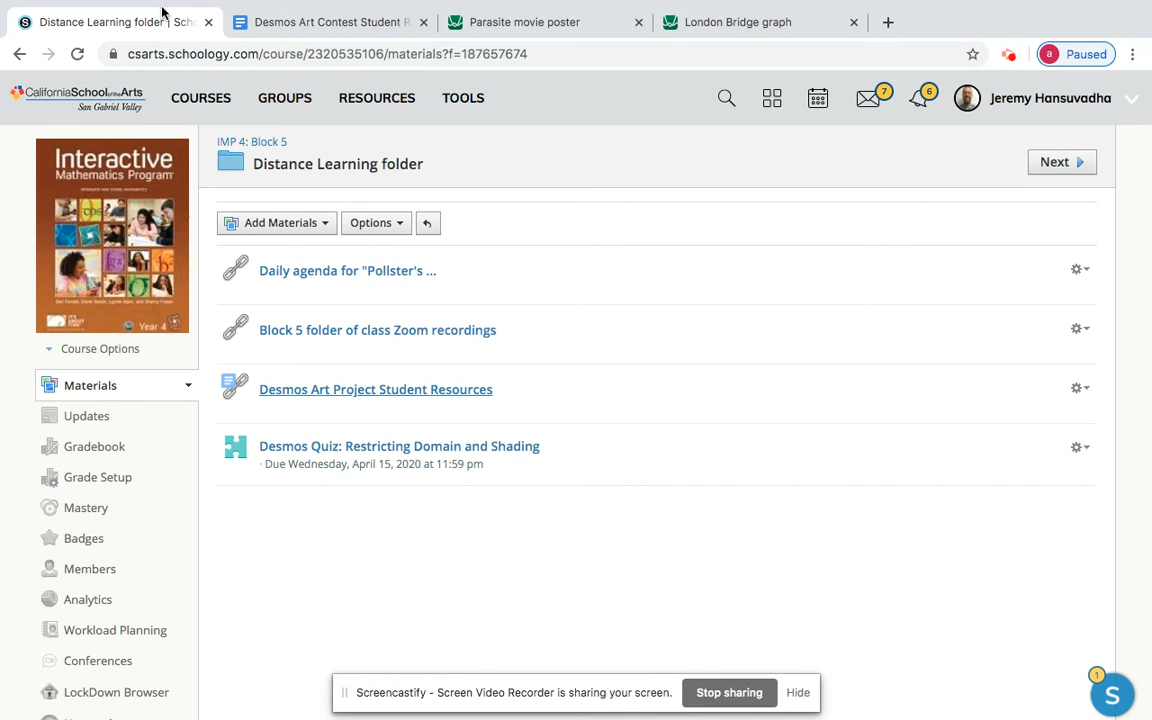 Distance Learning folder | Sch
Desmos Art Contest Student R
Parasite movie poster
London Bridge graph
csarts.schoology.com/course/2320535106/materials?f=187657674
a Paused
CaliforniaSchooloftheArts
San Gabriel Valley
COURSES
GROUPS
RESOURCES
TOOLS
7
6
Jeremy Hansuvadha
Interactive
Mathematics Program
Year 4
IMP 4: Block 5
Distance Learning folder
Next
Add Materials
Options
Daily agenda for "Pollster's ...
Block 5 folder of class Zoom recordings
Desmos Art Project Student Resources
Desmos Quiz: Restricting Domain and Shading
· Due Wednesday, April 15, 2020 at 11:59 pm
Course Options
Materials
Updates
Gradebook
Grade Setup
Mastery
Badges
Members
Analytics
Workload Planning
Conferences
LockDown Browser
Screencastify - Screen Video Recorder is sharing your screen.
Stop sharing
Hide
1
S